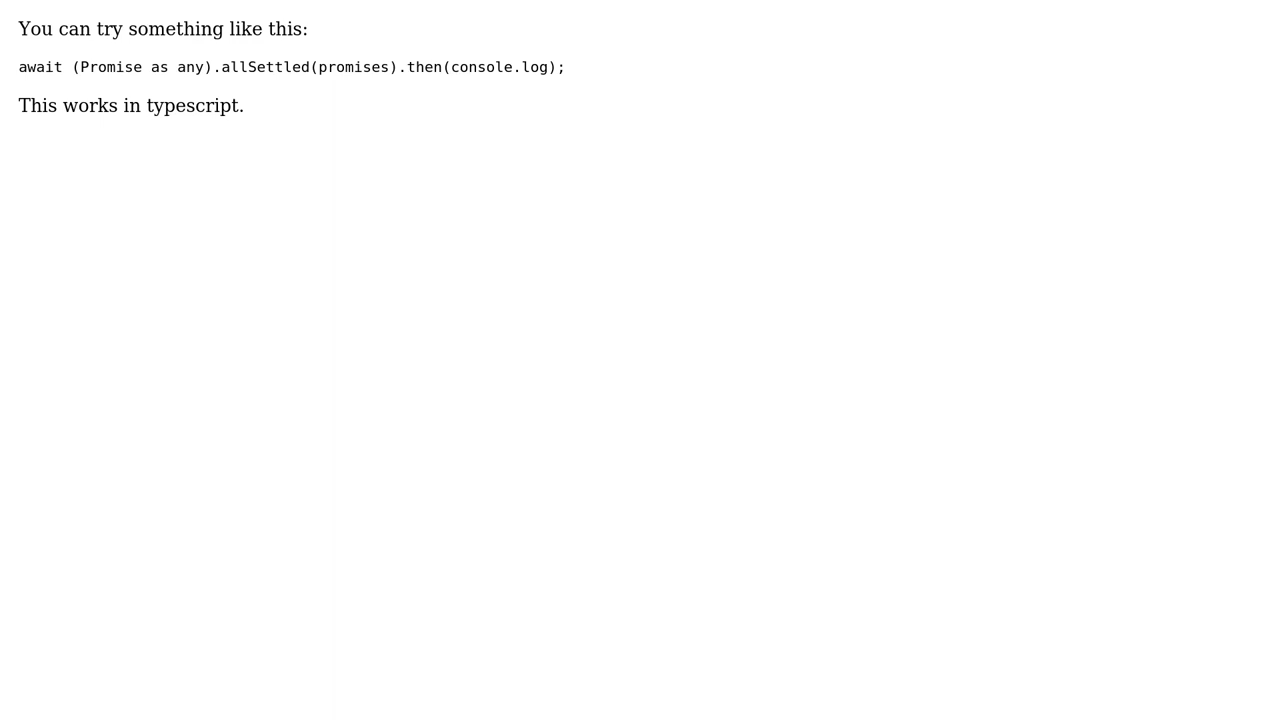 You can try something like this:
await (Promise as any).allSettled(promises).then(console.log);
This works in typescript.